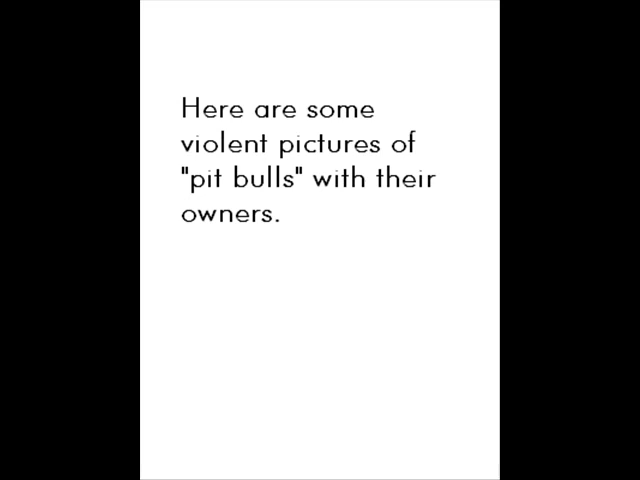 Here are some
violent pictures of
"pit bulls" with their
owners.